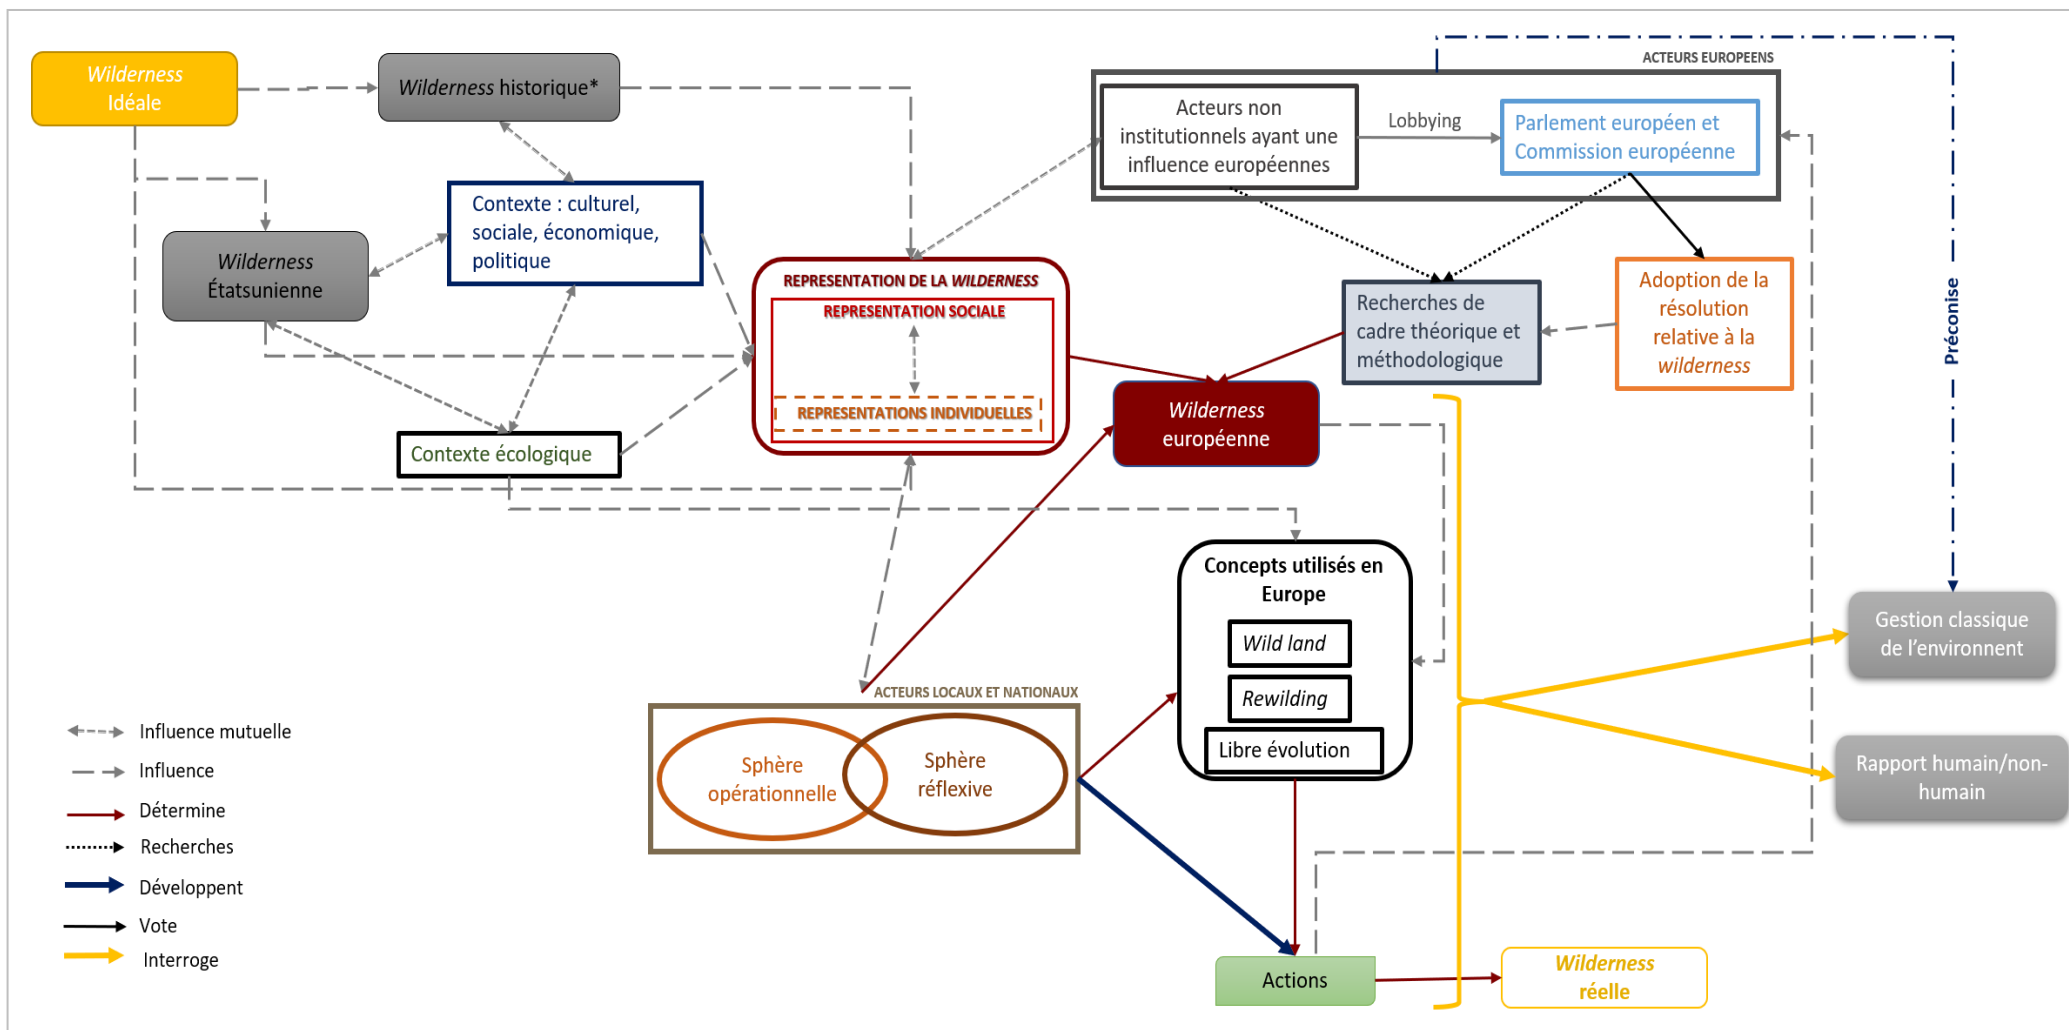 Wilderness
Idéale
Wilderness historique*
ACTEURS EUROPEENS
Acteurs non
institutionnels ayant une
influence européennes
Lobbying
Parlement européen et
Commission européenne
Contexte : culturel,
sociale, économique,
politique
Wilderness
Étatsunienne
REPRESENTATION DE LA WILDERNESS
REPRESENTATION SOCIALE
REPRESENTATIONS INDIVIDUELLES
Recherches de
cadre théorique et
méthodologique
Adoption de la
résolution
relative à la
wilderness
Préconise
Wilderness
européenne
Contexte écologique
Concepts utilisés en
Europe
Wild land
Rewilding
Libre évolution
Gestion classique
de l'environnent
Rapport humain/non-
humain
ACTEURS LOCAUX ET NATIONAUX
Sphère
opérationnelle
Sphère
réflexive
Influence mutuelle
Influence
Détermine
Recherches
Développent
Vote
Interroge
Actions
Wilderness
réelle